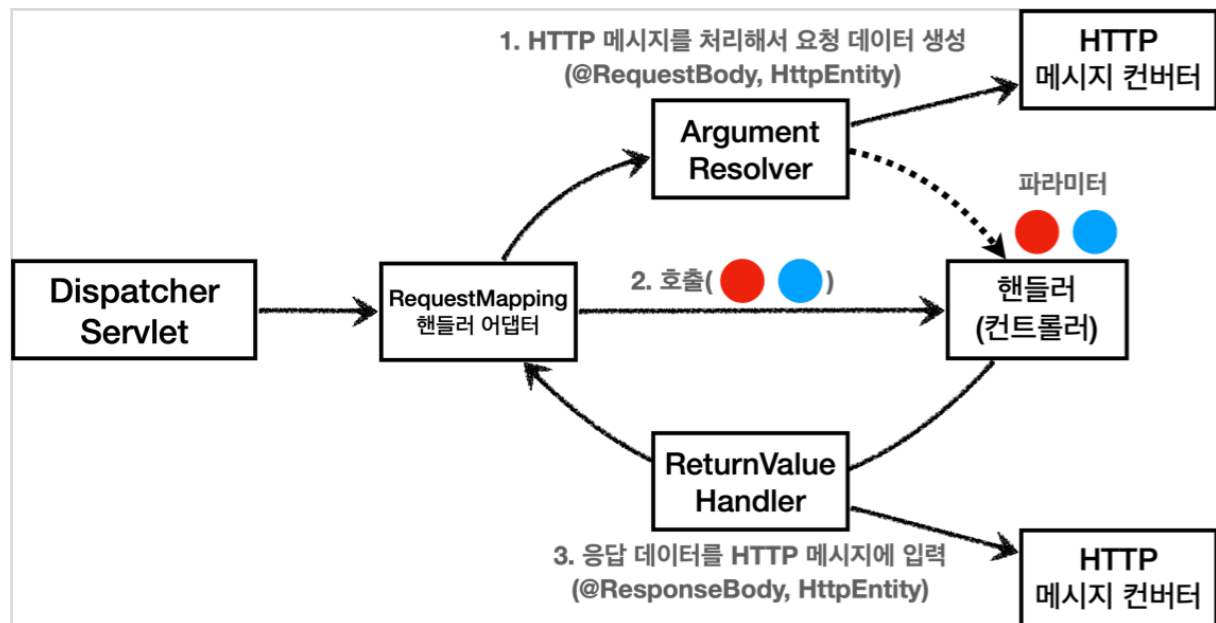 1. HTTP 메시지를 처리해서 요청 데이터 생성
(@RequestBody, HttpEntity)
HTTP
메시지 컨버터
Argument
Resolver
파라미터
Dispatcher
Servlet
RequestMapping
핸들러 어댑터
2. 호출( )
핸들러
(컨트롤러)
ReturnValue
Handler
3. 응답 데이터를 HTTP 메시지에 입력
(@ResponseBody, HttpEntity)
HTTP
메시지 컨버터